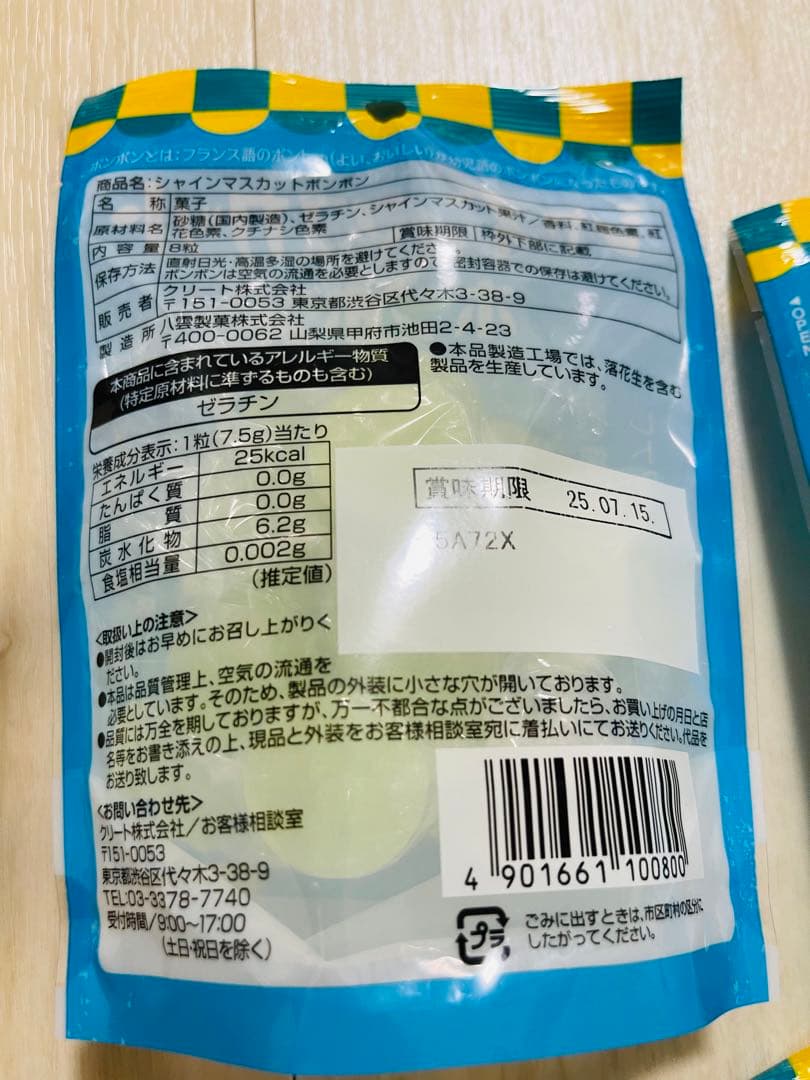 ボンボンとは:フランス語のボン
商品名:シャインマスカットボンボン
名称 菓子
原材料名 砂糖(国内製造)、ゼラチン、シャインマスカット果汁/香料、紅麹色素、紅
花色素、クチナシ色素
賞味期限 枠外下部に記載
内容量 8粒
保存方法 直射日光・高温多湿の場所を避けてください。
ボンボンは空気の流通を必要としますので、密封容器での保存は避けてください。
販売者 クリート株式会社
〒151-0053 東京都渋谷区代々木3-38-9
製造所 八雲製菓株式会社
〒400-0062 山梨県甲府市池田2-4-23
本商品に含まれているアレルギー物質
(特定原材料に準ずるものも含む)
ゼラチン
●本品製造工場では、落花生を含む
製品を生産しています。
栄養成分表示:1粒(7.5g)当たり
エネルギー 25kcal
たんぱく質 0.0g
脂質 0.0g
炭水化物 6.2g
食塩相当量 0.002g
(推定値)
賞味期限 25.07.15.
5A72X
<取扱い上の注意>
●開封後はお早めにお召し上がりく
ださい。
●本品は品質管理上、空気の流通を
必要としています。そのため、製品の外装に小さな穴が開いております。
●品質には万全を期しておりますが、万一不都合な点がございましたら、お買い上げの月日と店
名等をお書き添えの上、現品と外装をお客様相談室宛に着払いにてお送りください。代品を
お送り致します。
<お問い合わせ先>
クリート株式会社/お客様相談室
〒151-0053
東京都渋谷区代々木3-38-9
TEL:03-3378-7740
受付時間/9:00〜17:00
(土日・祝日を除く)
4 901661 100800
プラ
ごみに出すときは、市区町村の区分に
したがってください。
▼OPEN